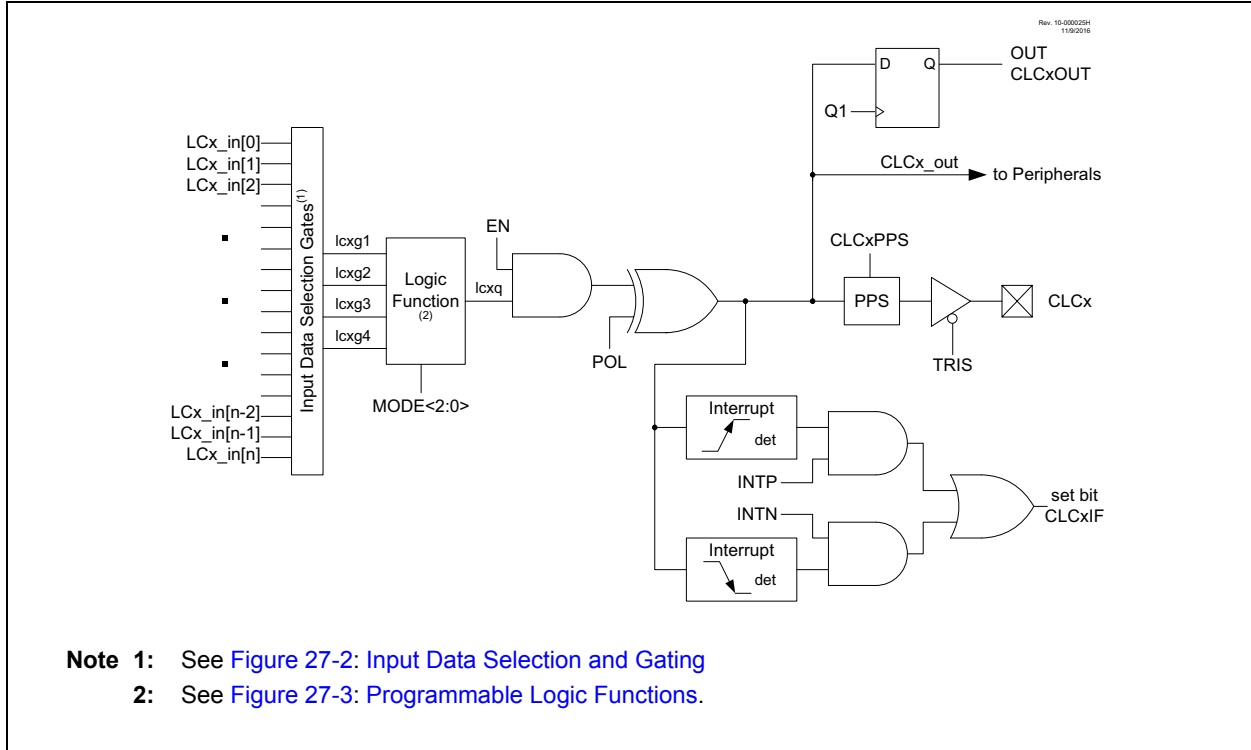 Rev. 10-000025H
11/9/2016
OUT
CLCxOUT
D
Q
Q1
CLCx_out
to Peripherals
LCx_in[0]
LCx_in[1]
LCx_in[2]
LCx_in[n-2]
LCx_in[n-1]
LCx_in[n]
Input Data Selection Gates(1)
lcxg1
lcxg2
lcxg3
lcxg4
Logic
Function
(2)
MODE<2:0>
lcxq
EN
POL
CLCxPPS
PPS
TRIS
CLCx
Interrupt
det
INTP
INTN
Interrupt
det
set bit
CLCxIF
Note 1: See Figure 27-2: Input Data Selection and Gating
2: See Figure 27-3: Programmable Logic Functions.